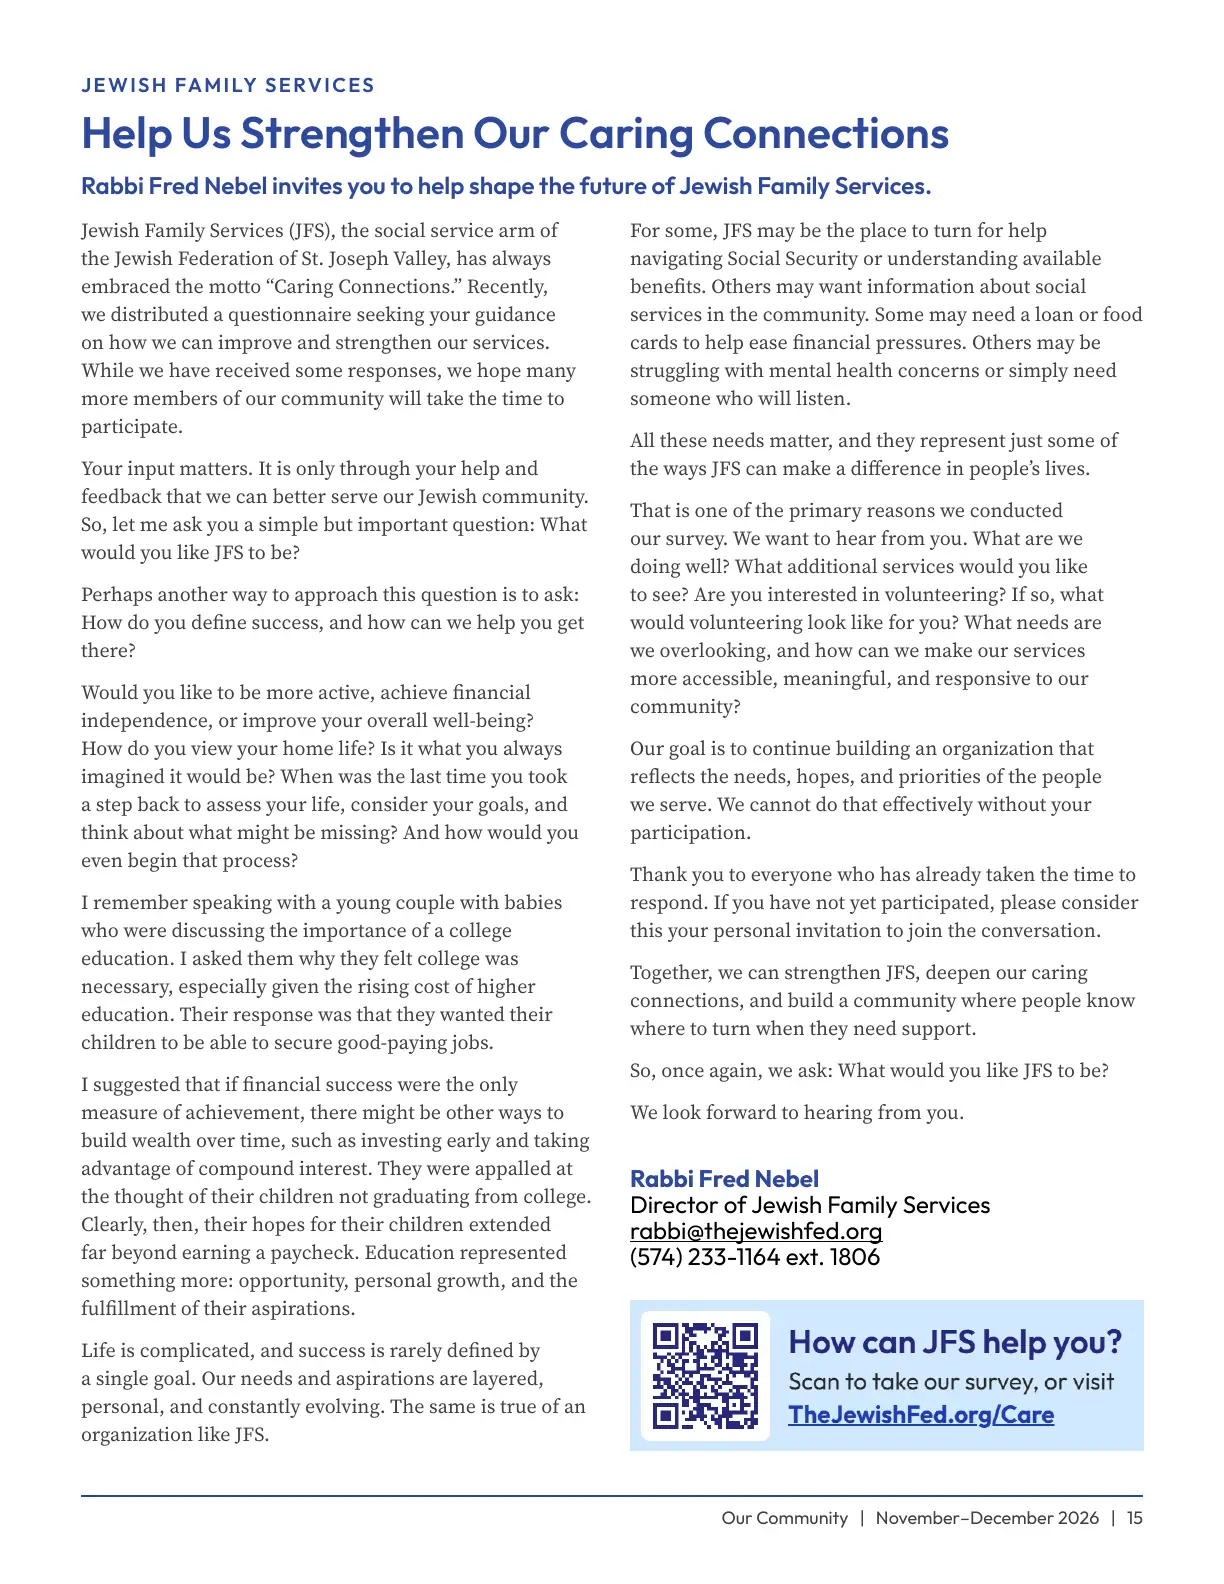 JEWISH FAMILY SERVICES
Help Us Strengthen Our Caring Connections
Rabbi Fred Nebel invites you to help shape the future of Jewish Family Services.
Jewish Family Services (JFS), the social service arm of
the Jewish Federation of St. Joseph Valley, has always
embraced the motto “Caring Connections.” Recently,
we distributed a questionnaire seeking your guidance
on how we can improve and strengthen our services.
While we have received some responses, we hope many
more members of our community will take the time to
participate.
Your input matters. It is only through your help and
feedback that we can better serve our Jewish community.
So, let me ask you a simple but important question: What
would you like JFS to be?
Perhaps another way to approach this question is to ask:
How do you define success, and how can we help you get
there?
Would you like to be more active, achieve financial
independence, or improve your overall well-being?
How do you view your home life? Is it what you always
imagined it would be? When was the last time you took
a step back to assess your life, consider your goals, and
think about what might be missing? And how would you
even begin that process?
I remember speaking with a young couple with babies
who were discussing the importance of a college
education. I asked them why they felt college was
necessary, especially given the rising cost of higher
education. Their response was that they wanted their
children to be able to secure good-paying jobs.
I suggested that if financial success were the only
measure of achievement, there might be other ways to
build wealth over time, such as investing early and taking
advantage of compound interest. They were appalled at
the thought of their children not graduating from college.
Clearly, then, their hopes for their children extended
far beyond earning a paycheck. Education represented
something more: opportunity, personal growth, and the
fulfillment of their aspirations.
Life is complicated, and success is rarely defined by
a single goal. Our needs and aspirations are layered,
personal, and constantly evolving. The same is true of an
organization like JFS.
For some, JFS may be the place to turn for help
navigating Social Security or understanding available
benefits. Others may want information about social
services in the community. Some may need a loan or food
cards to help ease financial pressures. Others may be
struggling with mental health concerns or simply need
someone who will listen.
All these needs matter, and they represent just some of
the ways JFS can make a difference in people’s lives.
That is one of the primary reasons we conducted
our survey. We want to hear from you. What are we
doing well? What additional services would you like
to see? Are you interested in volunteering? If so, what
would volunteering look like for you? What needs are
we overlooking, and how can we make our services
more accessible, meaningful, and responsive to our
community?
Our goal is to continue building an organization that
reflects the needs, hopes, and priorities of the people
we serve. We cannot do that effectively without your
participation.
Thank you to everyone who has already taken the time to
respond. If you have not yet participated, please consider
this your personal invitation to join the conversation.
Together, we can strengthen JFS, deepen our caring
connections, and build a community where people know
where to turn when they need support.
So, once again, we ask: What would you like JFS to be?
We look forward to hearing from you.
Rabbi Fred Nebel
Director of Jewish Family Services
rabbi@thejewishfed.org
(574) 233-1164 ext. 1806
How can JFS help you?
Scan to take our survey, or visit
TheJewishFed.org/Care
Our Community | November–December 2026 | 15